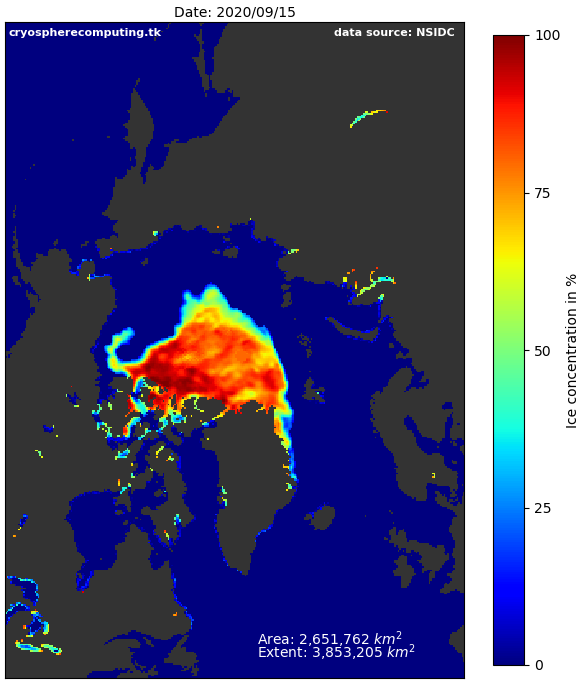 Date: 2020/09/15
cryospherecomputing.tk
data source: NSIDC
100
75
50
25
0
Ice concentration in %
Area: 2,651,762 km²
Extent: 3,853,205 km²